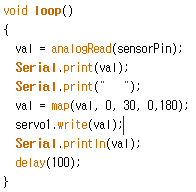 void loop()
{
  val = analogRead(sensorPin);
  Serial.print(val);
  Serial.print("   ");
  val = map(val, 0, 30, 0,180);
  servo1.write(val);
  Serial.println(val);
  delay(100);
}